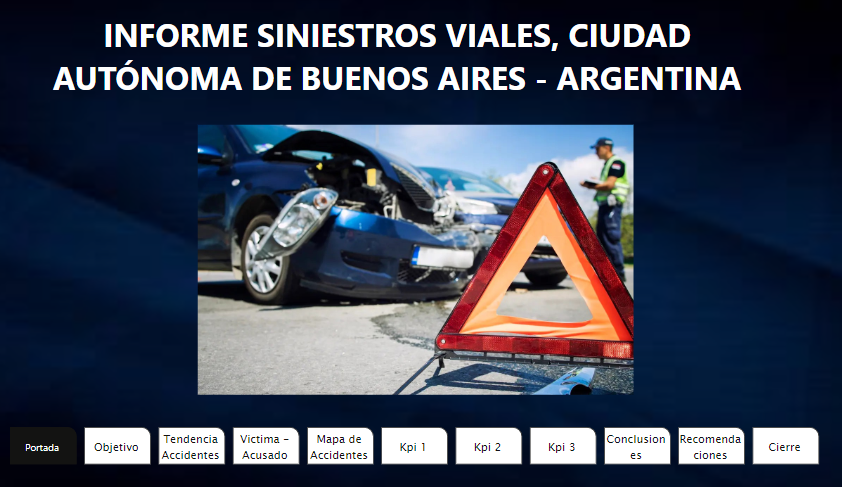 INFORME SINIESTROS VIALES, CIUDAD
AUTÓNOMA DE BUENOS AIRES - ARGENTINA
Portada
Objetivo
Tendencia
Accidentes
Victima -
Acusado
Mapa de
Accidentes
Kpi 1
Kpi 2
Kpi 3
Conclusion
es
Recomenda
ciones
Cierre